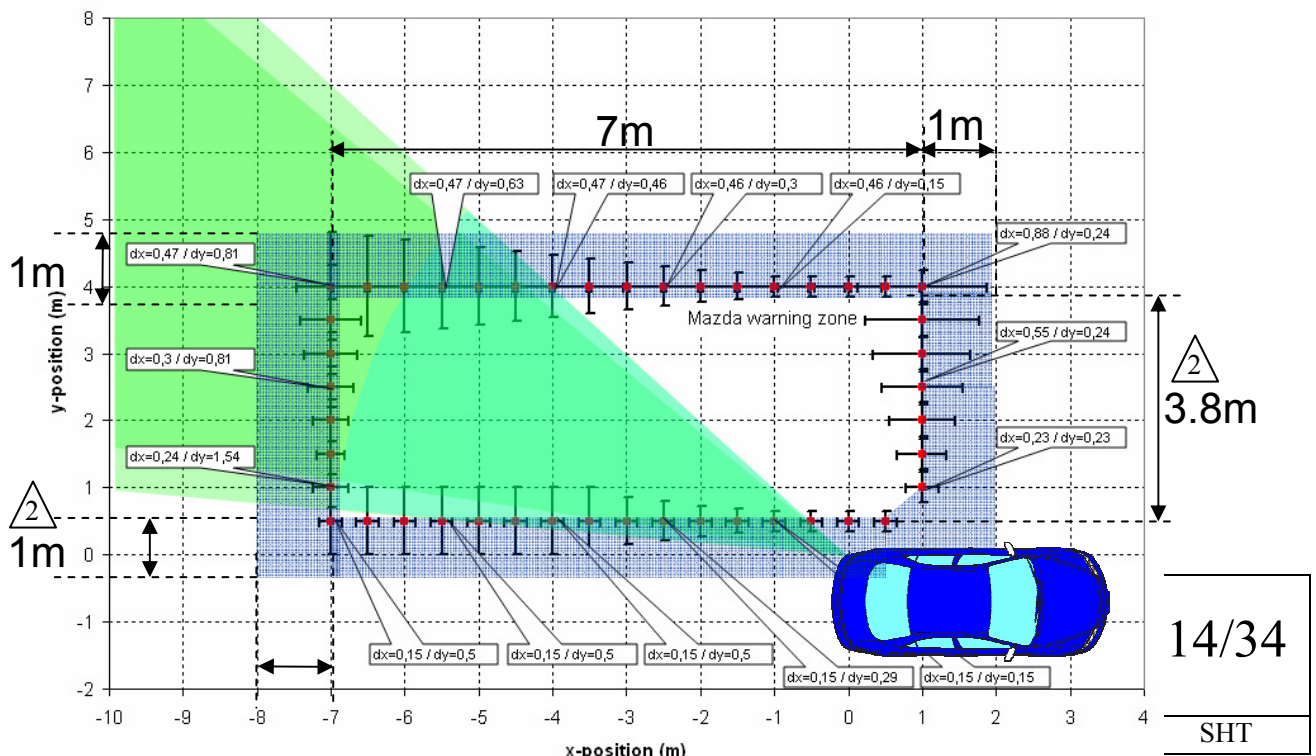 8
7
6
5
4
3
2
1
0
-1
-2
y-position (m)
7m
1m
dx=0,47 / dy=0,63
dx=0,47 / dy=0,46
dx=0,46 / dy=0,3
dx=0,46 / dy=0,15
dx=0,47 / dy=0,81
dx=0,88 / dy=0,24
1m
Mazda warning zone
dx=0,3 / dy=0,81
dx=0,55 / dy=0,24
2
3.8m
dx=0,24 / dy=1,54
dx=0,23 / dy=0,23
2
1m
dx=0,15 / dy=0,5
dx=0,15 / dy=0,5
dx=0,15 / dy=0,5
dx=0,15 / dy=0,29
dx=0,15 / dy=0,15
-10 -9 -8 -7 -6 -5 -4 -3 -2 -1 0 1 2 3 4
x-position (m)
14/34
SHT